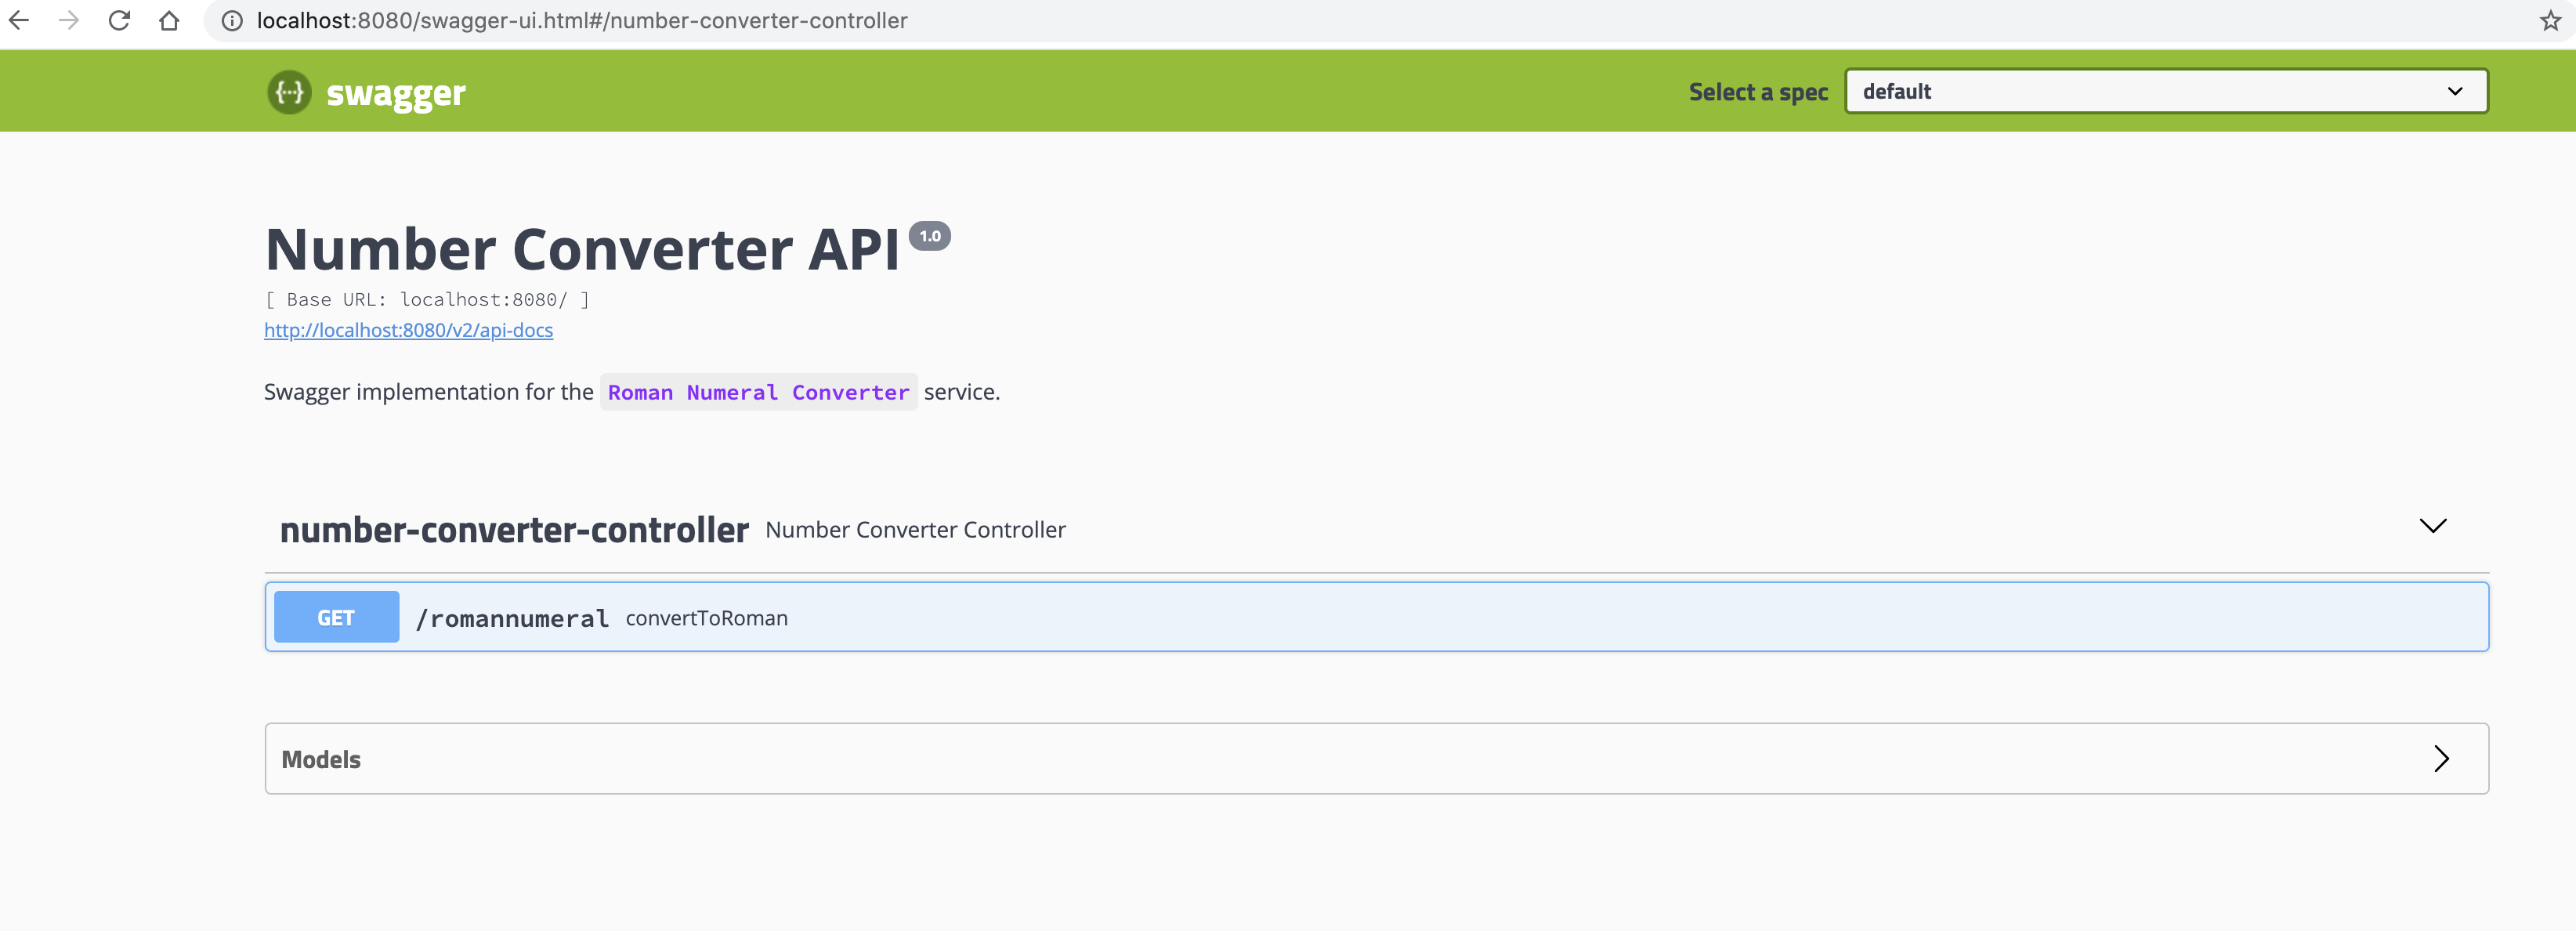 localhost:8080/swagger-ui.html#/number-converter-controller
{···} swagger
Select a spec default
Number Converter API 1.0
[ Base URL: localhost:8080/ ]
http://localhost:8080/v2/api-docs
Swagger implementation for the Roman Numeral Converter service.
number-converter-controller Number Converter Controller
GET /romannumeral convertToRoman
Models